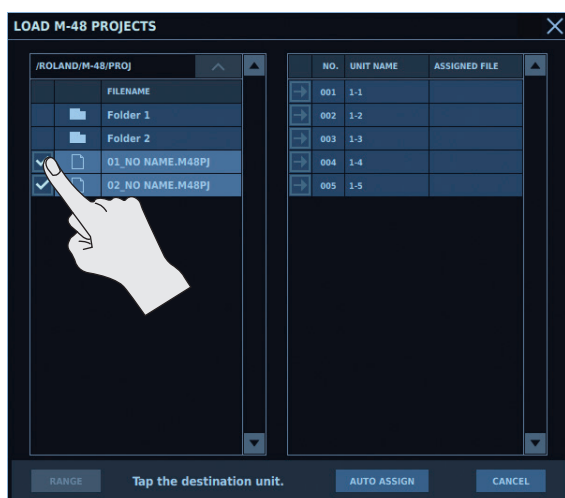 LOAD M-48 PROJECTS
/ROLAND/M-48/PROJ
FILENAME
Folder 1
Folder 2
01_NO NAME.M48PJ
02_NO NAME.M48PJ
NO. UNIT NAME ASSIGNED FILE
001 1-1
002 1-2
003 1-3
004 1-4
005 1-5
RANGE Tap the destination unit. AUTO ASSIGN CANCEL